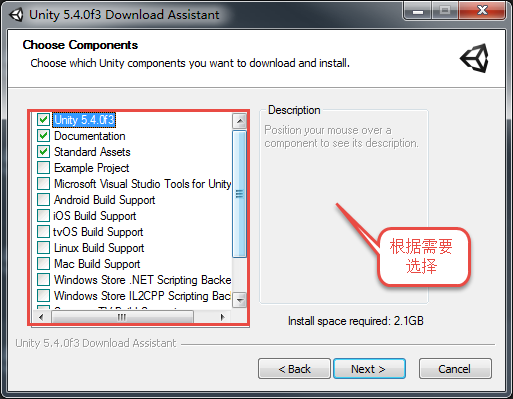 Unity 5.4.0f3 Download Assistant
Choose Components
Choose which Unity components you want to download and install.
Unity 5.4.0f3
Documentation
Standard Assets
Example Project
Microsoft Visual Studio Tools for Unity
Android Build Support
iOS Build Support
tvOS Build Support
Linux Build Support
Mac Build Support
Windows Store .NET Scripting Backe
Windows Store IL2CPP Scripting Bac
Description
Position your mouse over a
component to see its description.
根据需要
选择
Install space required: 2.1GB
Unity 5.4.0f3 Download Assistant
< Back
Next >
Cancel